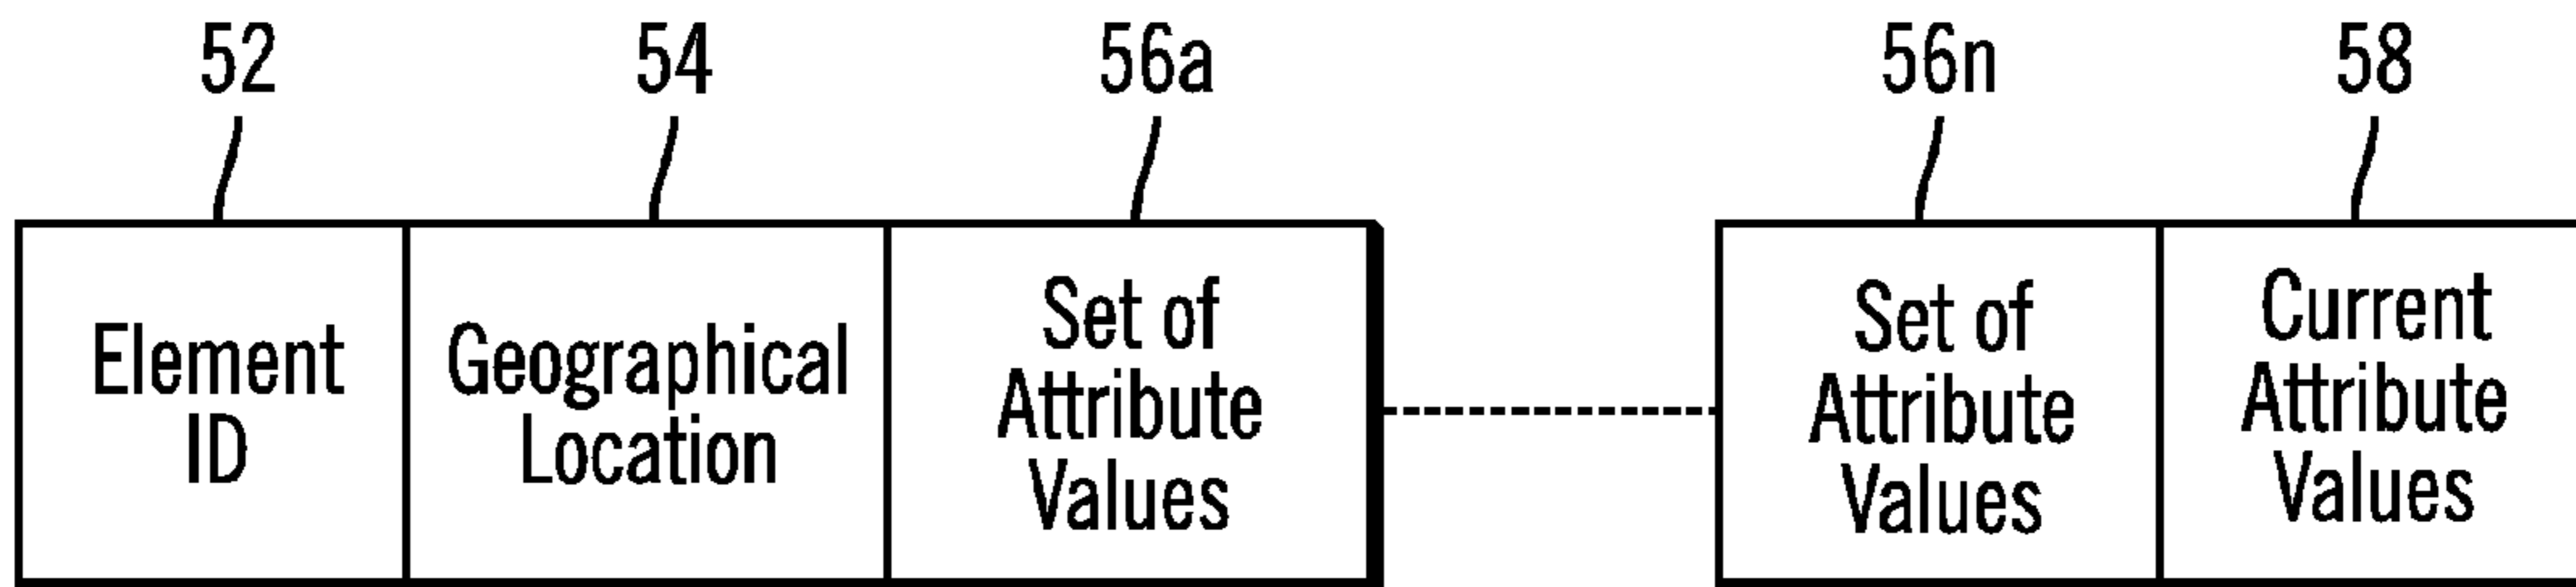 52 54 56a 56n 58
Element
ID
Geographical
Location
Set of
Attribute
Values
Set of
Attribute
Values
Current
Attribute
Values